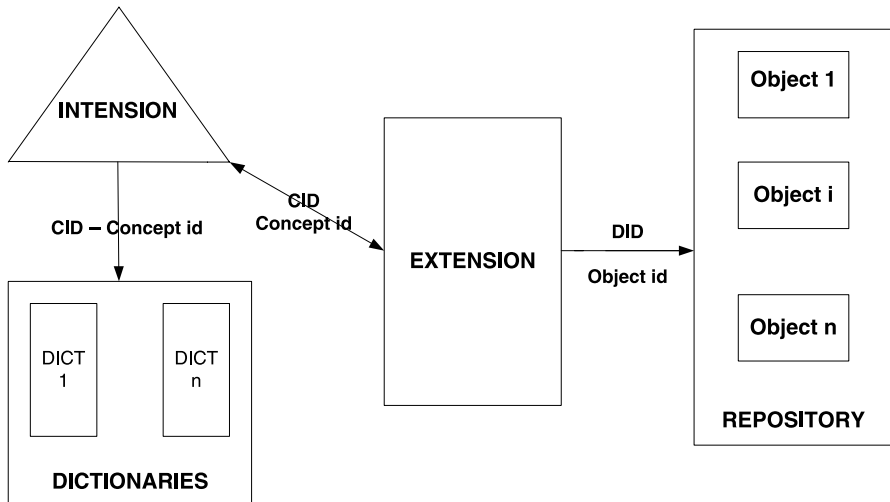 INTENSION
CID – Concept id
DICT
1
DICT
n
DICTIONARIES
CID
Concept id
EXTENSION
DID
Object id
Object 1
Object i
Object n
REPOSITORY